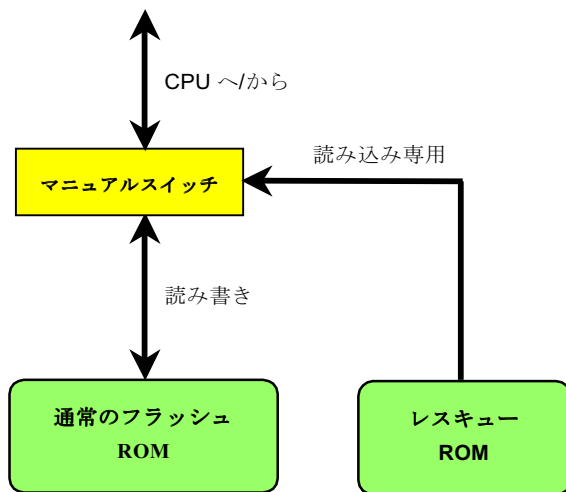 CPU へ/から
読み込み専用
マニュアルスイッチ
読み書き
通常のフラッシュ
ROM
レスキュー
ROM